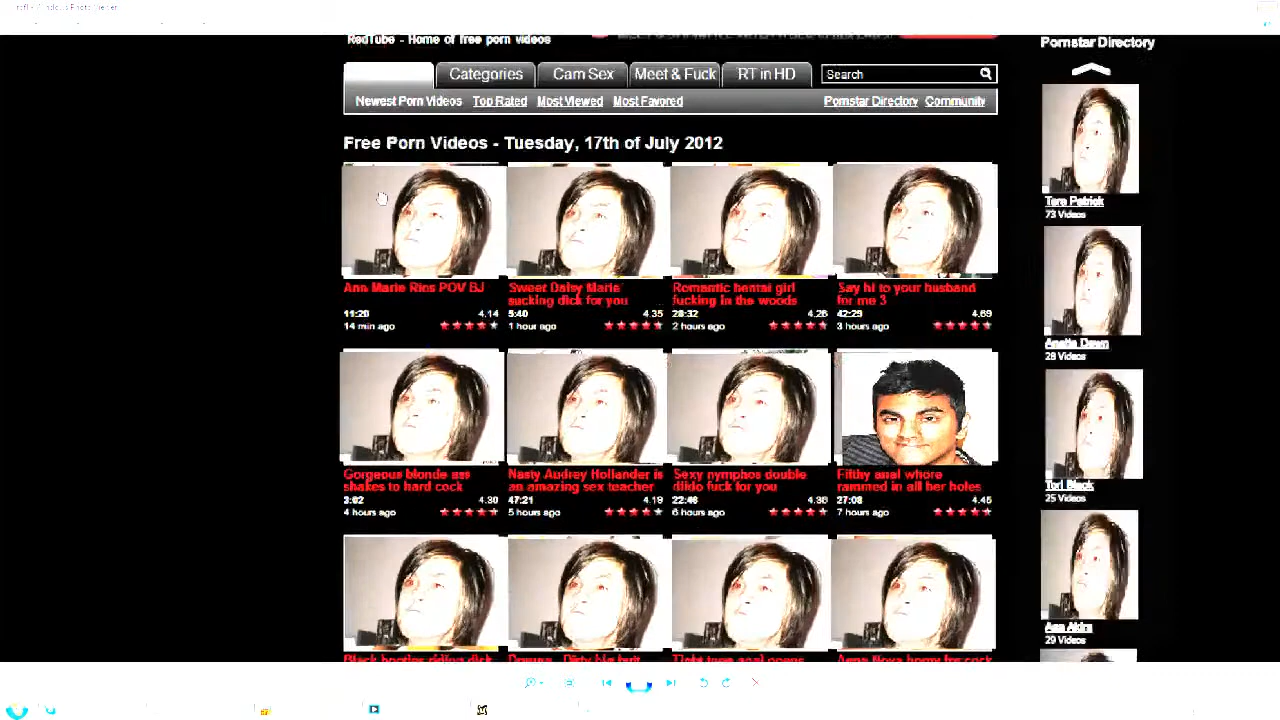 RedTube - Home of free porn videos
Pornstar Directory
Categories
Cam Sex
Meet & Fuck
RT in HD
Search
Newest Porn Videos
Top Rated
Most Viewed
Most Favored
Pornstar Directory
Community
Free Porn Videos - Tuesday, 17th of July 2012
Ann Marie Rios POV BJ
11:20 4.14
14 min ago
Sweet Daisy Marie
sucking dick for you
5:40 4.35
1 hour ago
Romantic hentai girl
fucking in the woods
28:32 4.26
2 hours ago
Say hi to your husband
for me 3
42:29 4.69
3 hours ago
Gorgeous blonde ass
shakes to hard cock
3:02 4.30
4 hours ago
Nasty Audrey Hollander is
an amazing sex teacher
47:21 4.19
5 hours ago
Sexy nymphos double
dildo fuck for you
22:46 4.36
6 hours ago
Filthy anal whore
rammed in all her holes
27:08 4.45
7 hours ago
Tera Patrick
73 Videos
28 Videos
Tori Black
25 Videos
Asa Akira
29 Videos